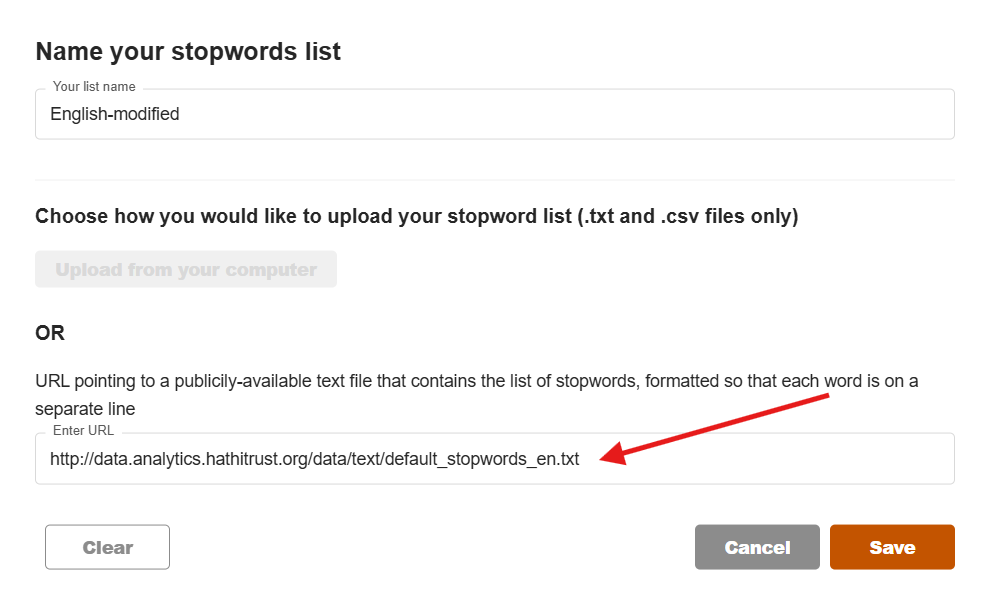 Name your stopwords list
Your list name
English-modified
Choose how you would like to upload your stopword list (.txt and .csv files only)
Upload from your computer
OR
URL pointing to a publicily-available text file that contains the list of stopwords, formatted so that each word is on a
separate line
Enter URL
http://data.analytics.hathitrust.org/data/text/default_stopwords_en.txt
Clear
Cancel
Save